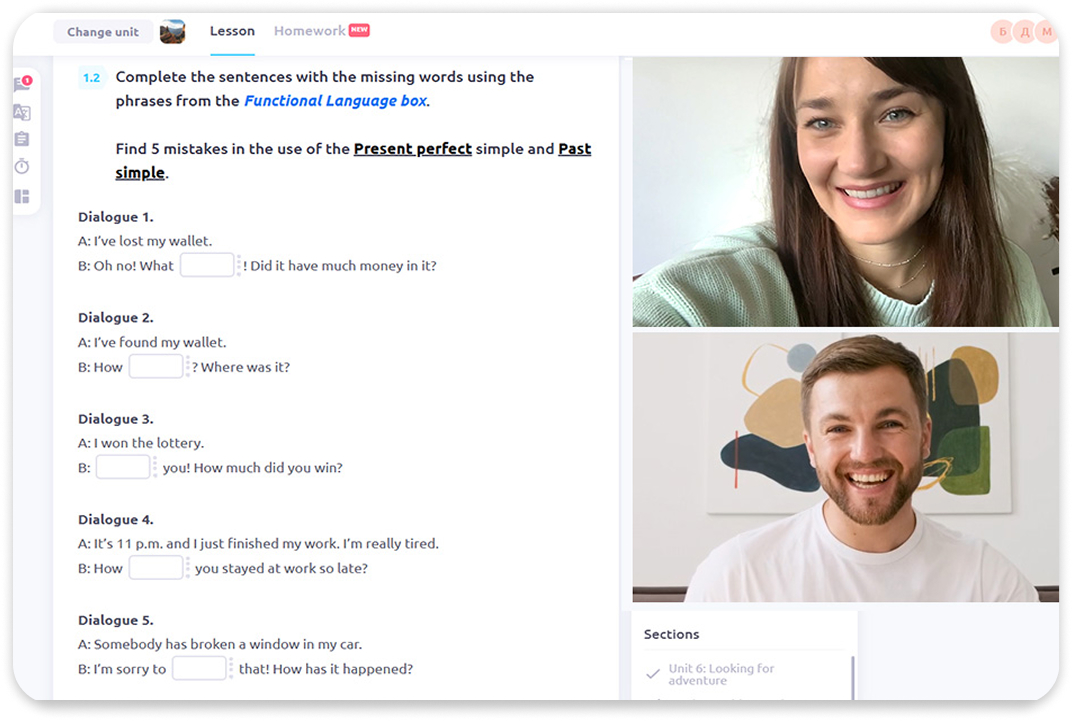 Change unit
Lesson
Homework NEW
Б Д М
1
1.2 Complete the sentences with the missing words using the
phrases from the Functional Language box.
Find 5 mistakes in the use of the Present perfect simple and Past
simple.
Dialogue 1.
A: I've lost my wallet.
B: Oh no! What ! Did it have much money in it?
Dialogue 2.
A: I've found my wallet.
B: How ? Where was it?
Dialogue 3.
A: I won the lottery.
B: you! How much did you win?
Dialogue 4.
A: It's 11 p.m. and I just finished my work. I'm really tired.
B: How you stayed at work so late?
Dialogue 5.
A: Somebody has broken a window in my car.
B: I'm sorry to that! How has it happened?
Sections
Unit 6: Looking for
adventure